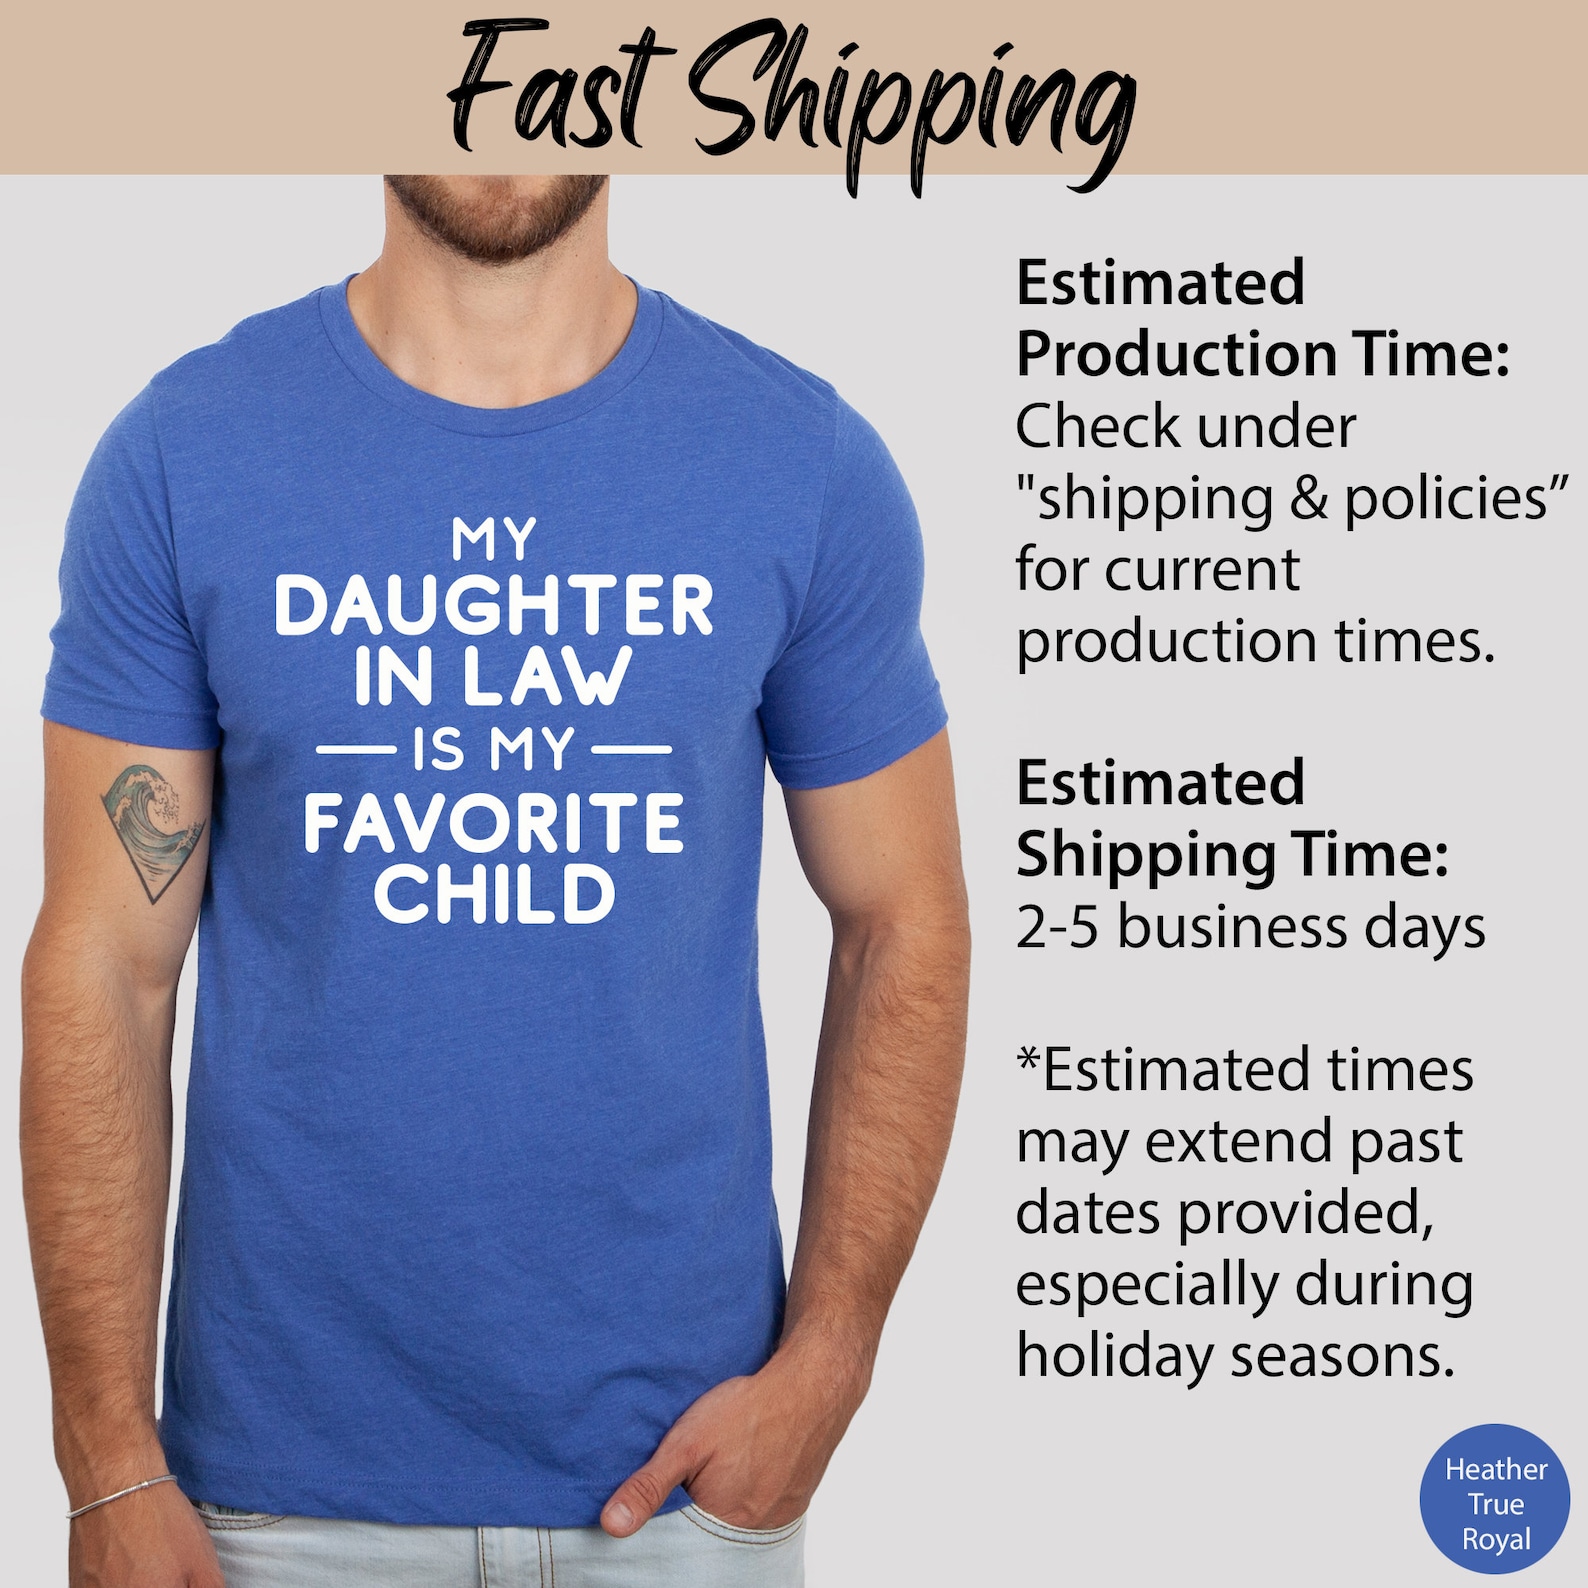 Fast Shipping
MY
DAUGHTER
IN LAW
IS MY
FAVORITE
CHILD
Estimated
Production Time:
Check under
"shipping & policies”
for current
production times.
Estimated
Shipping Time:
2-5 business days
*Estimated times
may extend past
dates provided,
especially during
holiday seasons.
Heather
True
Royal